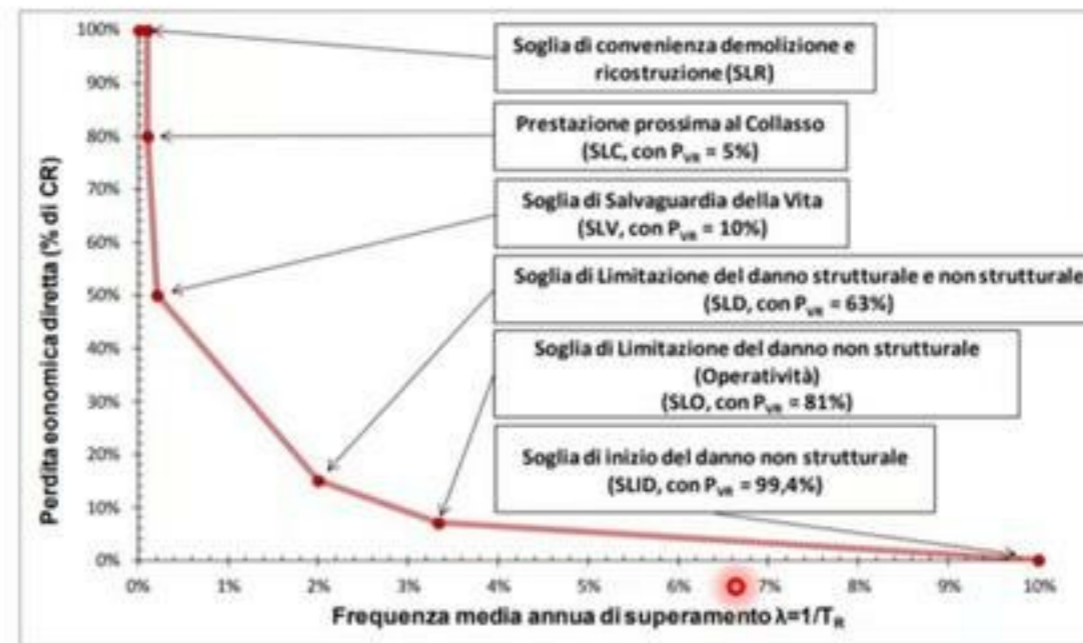 100%
90%
80%
70%
60%
50%
40%
30%
20%
10%
0%
Perdita eonomica diretta (% di CR)
Soglia di convenienza demolizione e
ricostruzione (SLR)
Prestazione prossima al Collasso
(SLC, con PVR = 5%)
Soglia di Salvaguardia della Vita
(SLV, con PVR = 10%)
Soglia di Limitazione del danno strutturale e non strutturale
(SLD, con PVR = 63%)
Soglia di Limitazione del danno non strutturale
(Operatività)
(SLO, con PVR = 81%)
Soglia di inizio del danno non strutturale
(SLID, con PVR = 99,4%)
0% 1% 2% 3% 4% 5% 6% 7% 8% 9% 10%
Frequenza media annua di superamento λ=1/TR